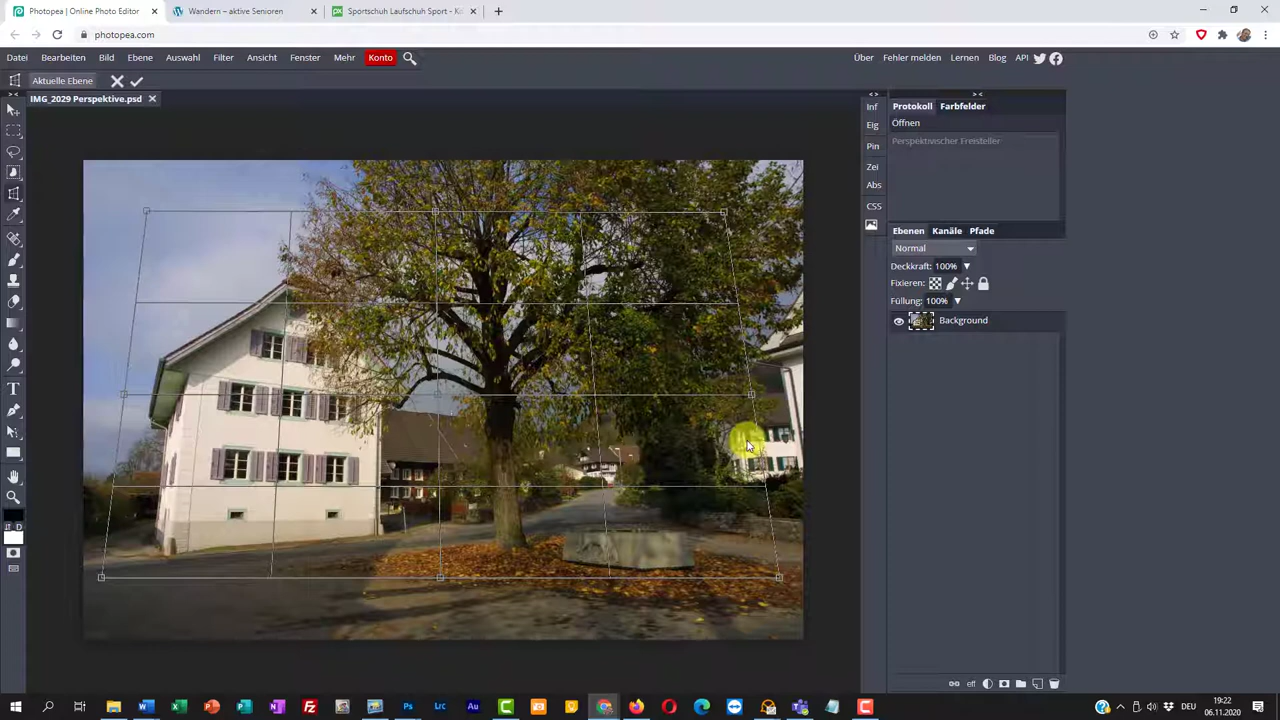 Photopea | Online Photo Editor
Wandern – aktive Senioren
Sportschuh Laufschuh Sport - Ko
photopea.com
Datei Bearbeiten Bild Ebene Auswahl Filter Ansicht Fenster Mehr Konto
Über Fehler melden Lernen Blog API
Aktuelle Ebene
IMG_2029 Perspektive.psd
Inf
Eig
Pin
Zei
Abs
CSS
Protokoll Farbfelder
Öffnen
Perspektivischer Freisteller
Ebenen Kanäle Pfade
Normal
Deckkraft: 100%
Fixieren:
Füllung: 100%
Background
eff
D
19:22
06.11.2020